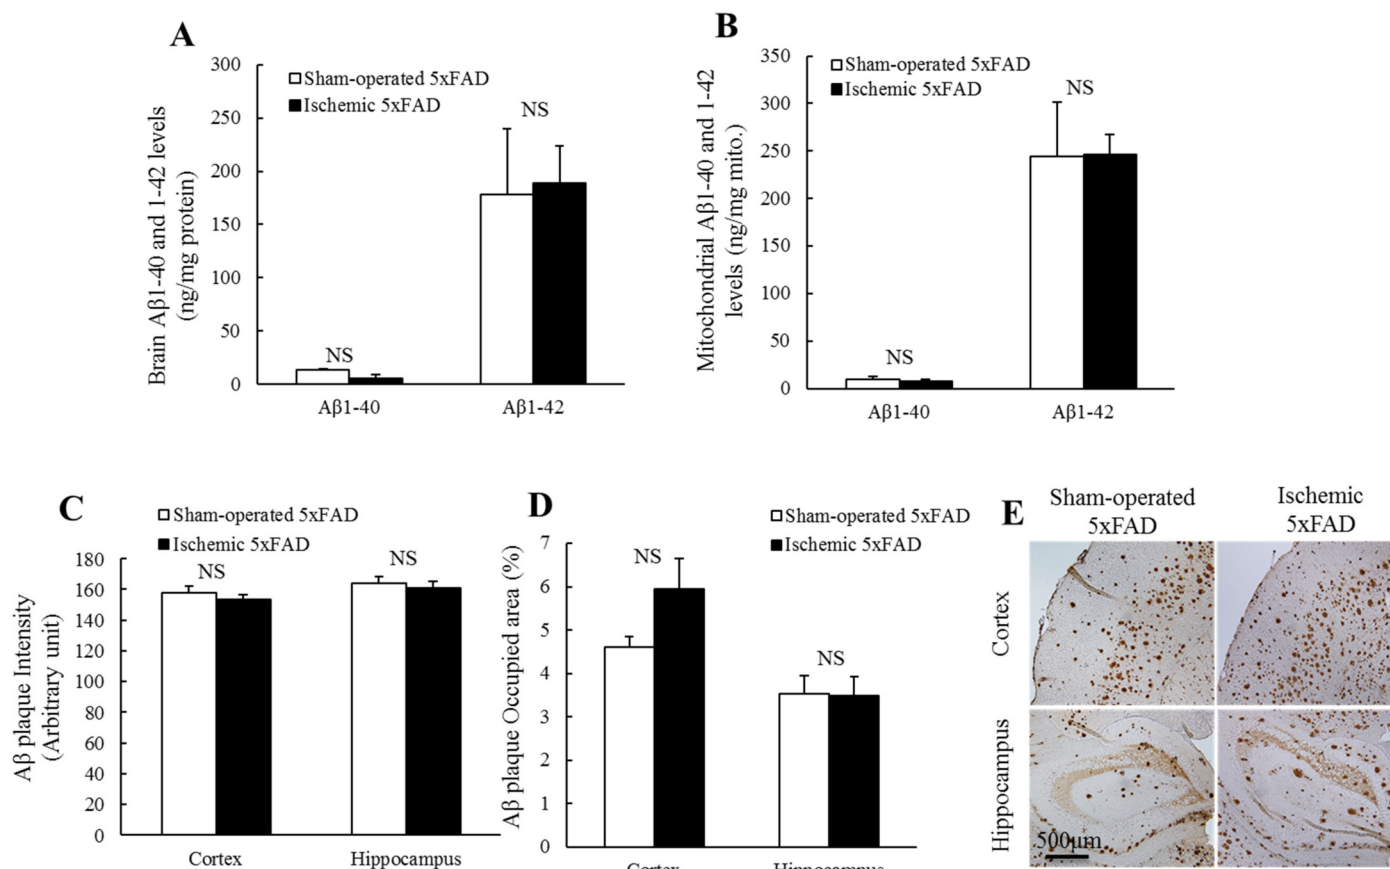 A
Brain Aβ1-40 and 1-42 levels
(ng/mg protein)
300
250
200
150
100
50
0
Sham-operated 5xFAD
Ischemic 5xFAD
NS
NS
Aβ1-40
Aβ1-42
B
Mitochondrial Aβ1-40 and 1-42
levels (ng/mg mito.)
350
300
250
200
150
100
50
0
Sham-operated 5xFAD
Ischemic 5xFAD
NS
NS
Aβ1-40
Aβ1-42
C
Aβ plaque Intensity
(Arbitrary unit)
180
160
140
120
100
80
60
40
20
0
Sham-operated 5xFAD
Ischemic 5xFAD
NS
NS
Cortex
Hippocampus
D
Aβ plaque Occupied area (%)
7
6
5
4
3
2
1
0
Sham-operated 5xFAD
Ischemic 5xFAD
NS
NS
Cortex
Hippocampus
E
Sham-operated
5xFAD
Ischemic
5xFAD
Cortex
Hippocampus
500μm